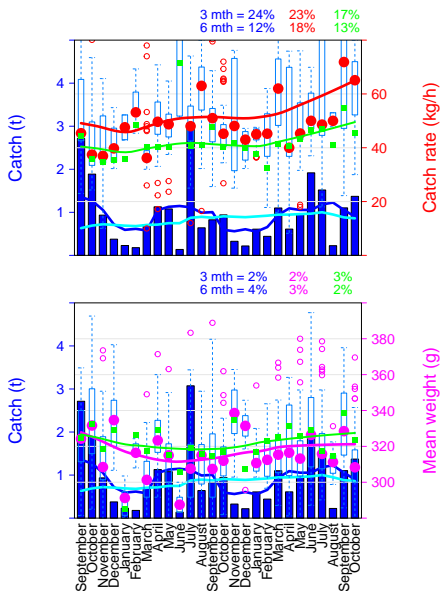 3 mth = 24% 23% 17%
6 mth = 12% 18% 13%
Catch (t)
5
4
3
2
1
60
40
20
Catch rate (kg/h)
3 mth = 2% 2% 3%
6 mth = 4% 3% 2%
Catch (t)
4
3
2
1
380
360
340
320
300
Mean weight (g)
September
October
November
December
January
February
March
April
May
June
July
August
September
October
November
December
January
February
March
April
May
June
July
August
September
October